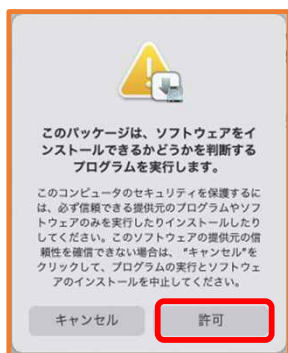 このパッケージは、ソフトウェアをイ
ンストールできるかどうかを判断する
プログラムを実行します。
このコンピュータのセキュリティを保護するに
は、必ず信頼できる提供元のプログラムやソフ
トウェアのみを実行したりインストールしたり
してください。このソフトウェアの提供元の信
頼性を確信できない場合は、"キャンセル"を
クリックして、プログラムの実行とソフトウェ
アのインストールを中止してください。
キャンセル
許可